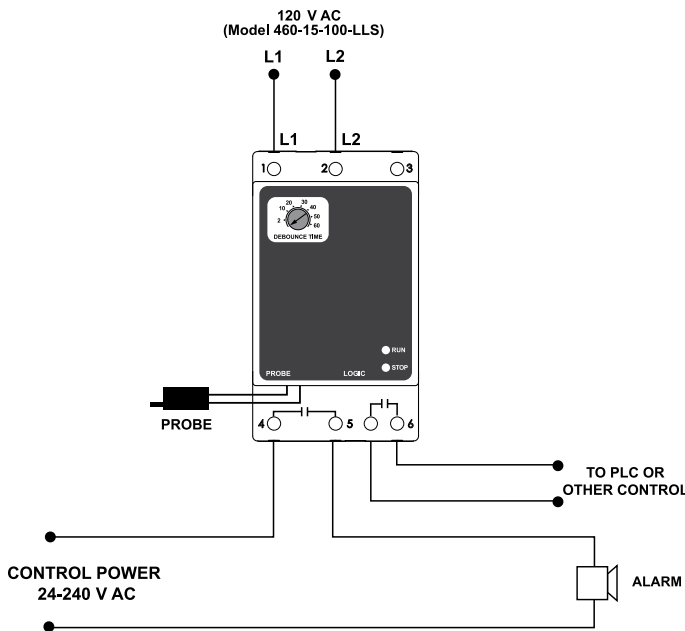 120 V AC
(Model 460-15-100-LLS)
L1 L2
L1 L2
1 2 3
20 30
10 40
2 50
60
DEBOUNCE TIME
RUN
STOP
PROBE LOGIC
PROBE
4 5 6
TO PLC OR
OTHER CONTROL
CONTROL POWER
24-240 V AC
ALARM